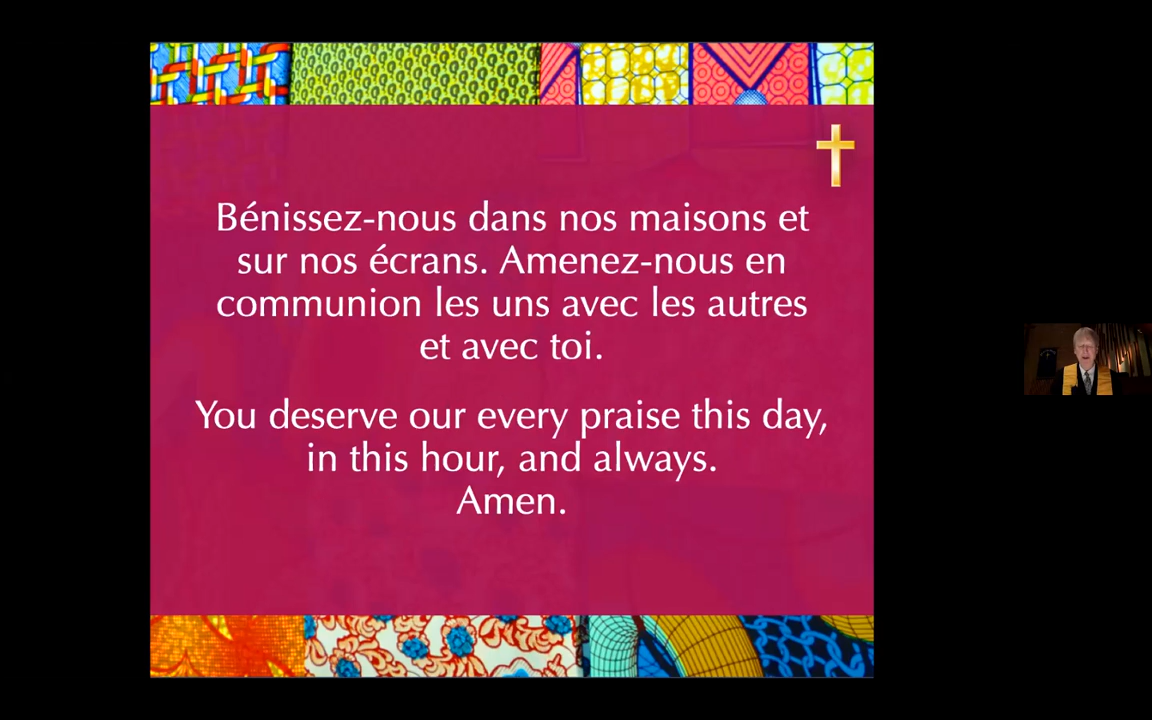 Bénissez-nous dans nos maisons et
sur nos écrans. Amenez-nous en
communion les uns avec les autres
et avec toi.
You deserve our every praise this day,
in this hour, and always.
Amen.